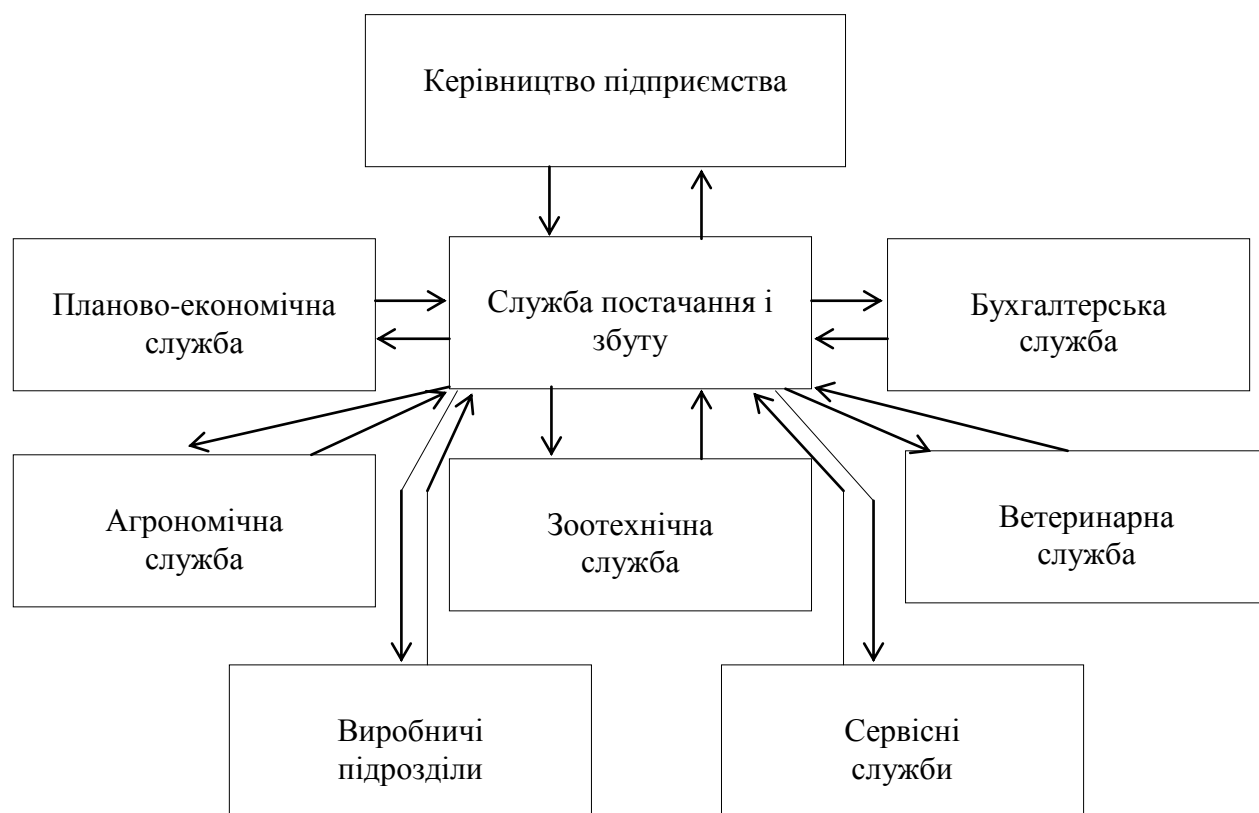 Керівництво підприємства
Планово-економічна
служба
Служба постачання і
збуту
Бухгалтерська
служба
Агрономічна
служба
Зоотехнічна
служба
Ветеринарна
служба
Виробничі
підрозділи
Сервісні
служби